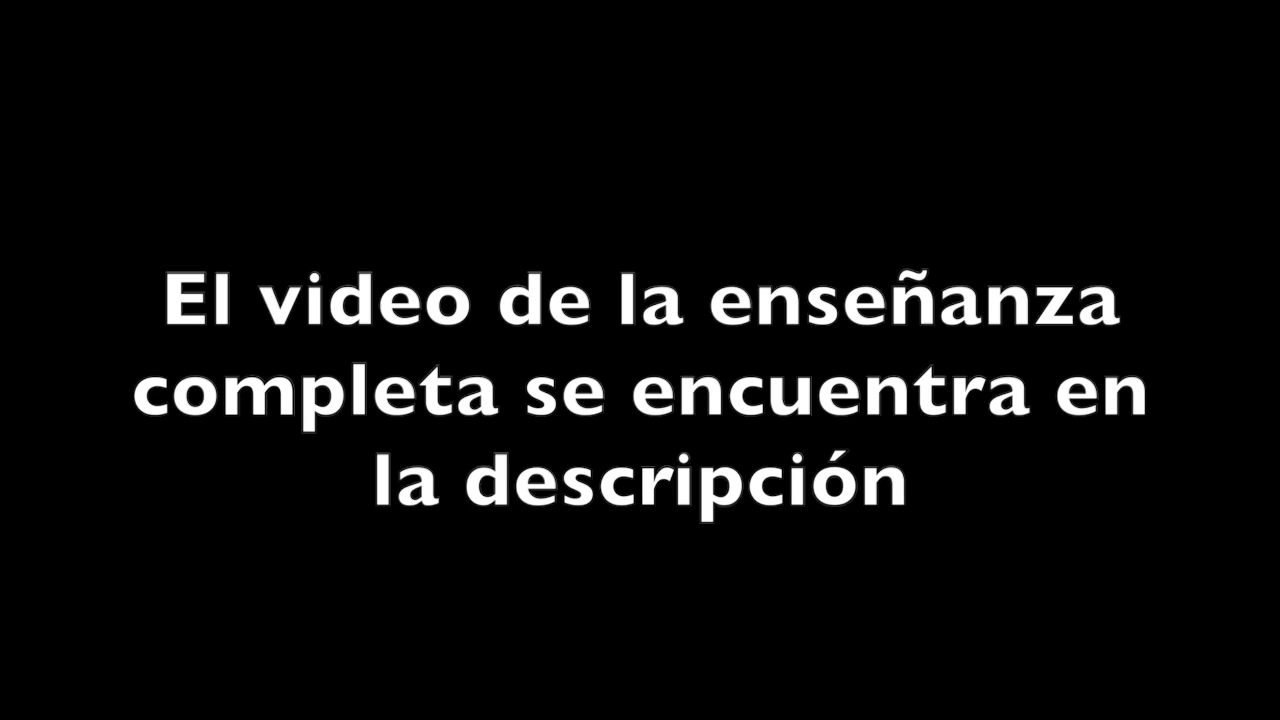 El video de la enseñanza
completa se encuentra en
la descripción